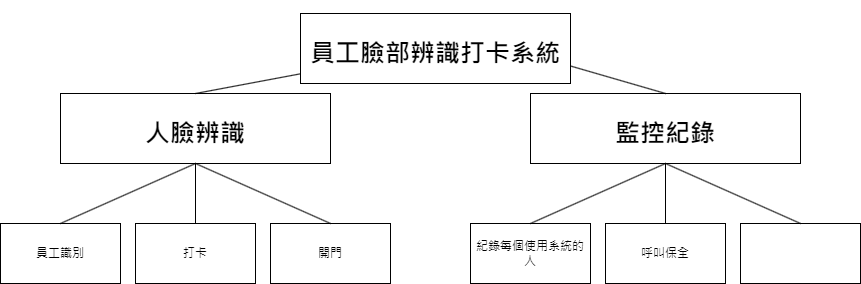 員工臉部辨識打卡系統
人臉辨識
監控紀錄
員工識別
打卡
開門
紀錄每個使用系統的
人
呼叫保全